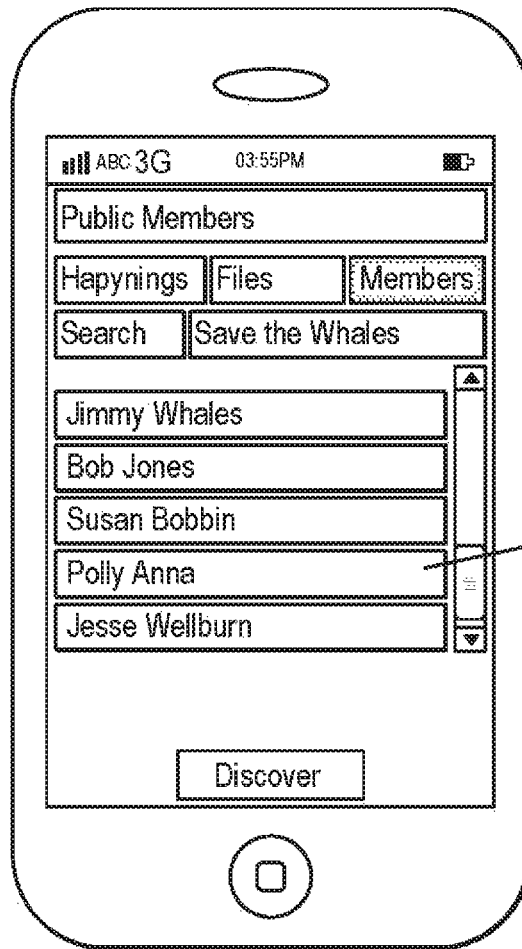 ABC 3G 03:55PM
Public Members
Hapynings Files Members
Search Save the Whales
Jimmy Whales
Bob Jones
Susan Bobbin
Polly Anna
Jesse Wellburn
Discover